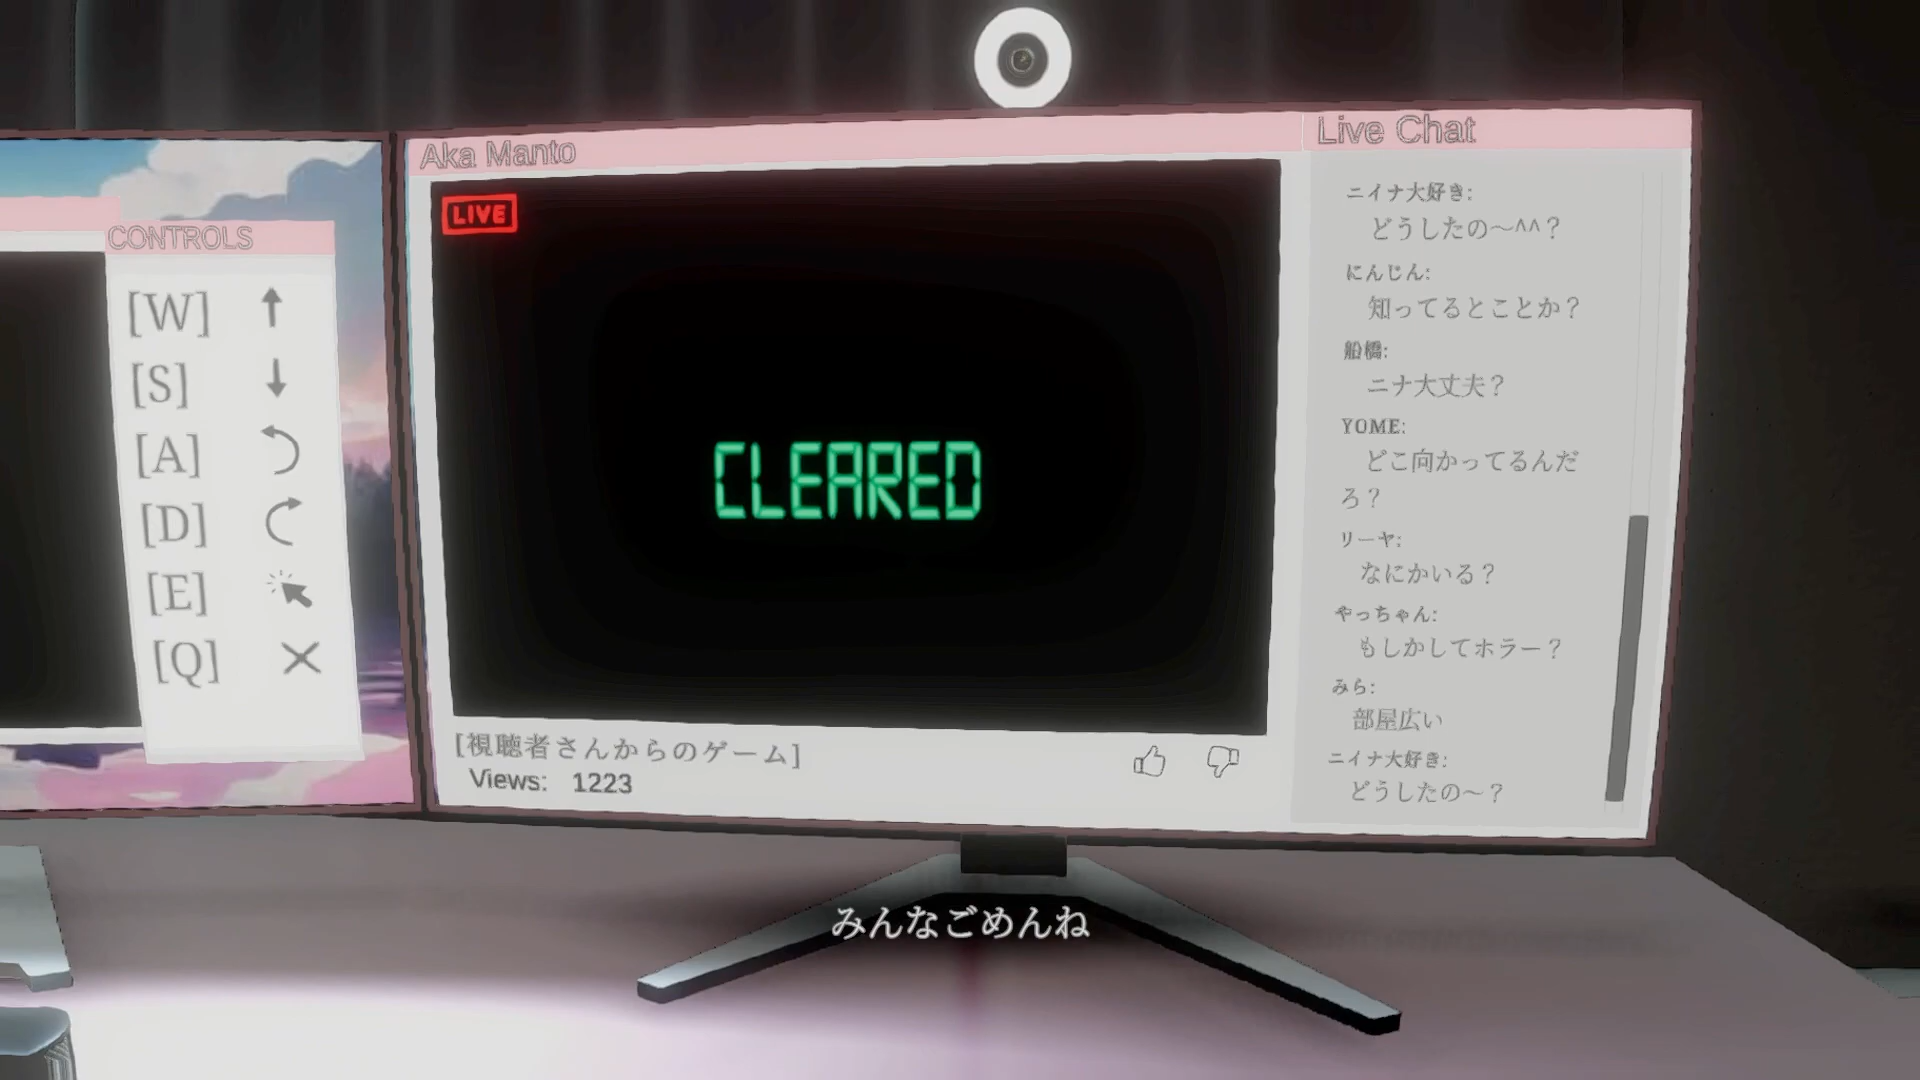 CONTROLS
[W]
[S]
[A]
[D]
[E]
[Q]
Aka Manto
LIVE
CLEARED
[視聴者さんからのゲーム]
Views: 1223
Live Chat
ニイナ大好き:
どうしたの～^^？
にんじん:
知ってるとことか？
船橋:
ニナ大丈夫？
YOME:
どこ向かってるんだ
ろ？
リーヤ:
なにかいる？
やっちゃん:
もしかしてホラー？
みら:
部屋広い
ニイナ大好き:
どうしたの～？
みんなごめんね